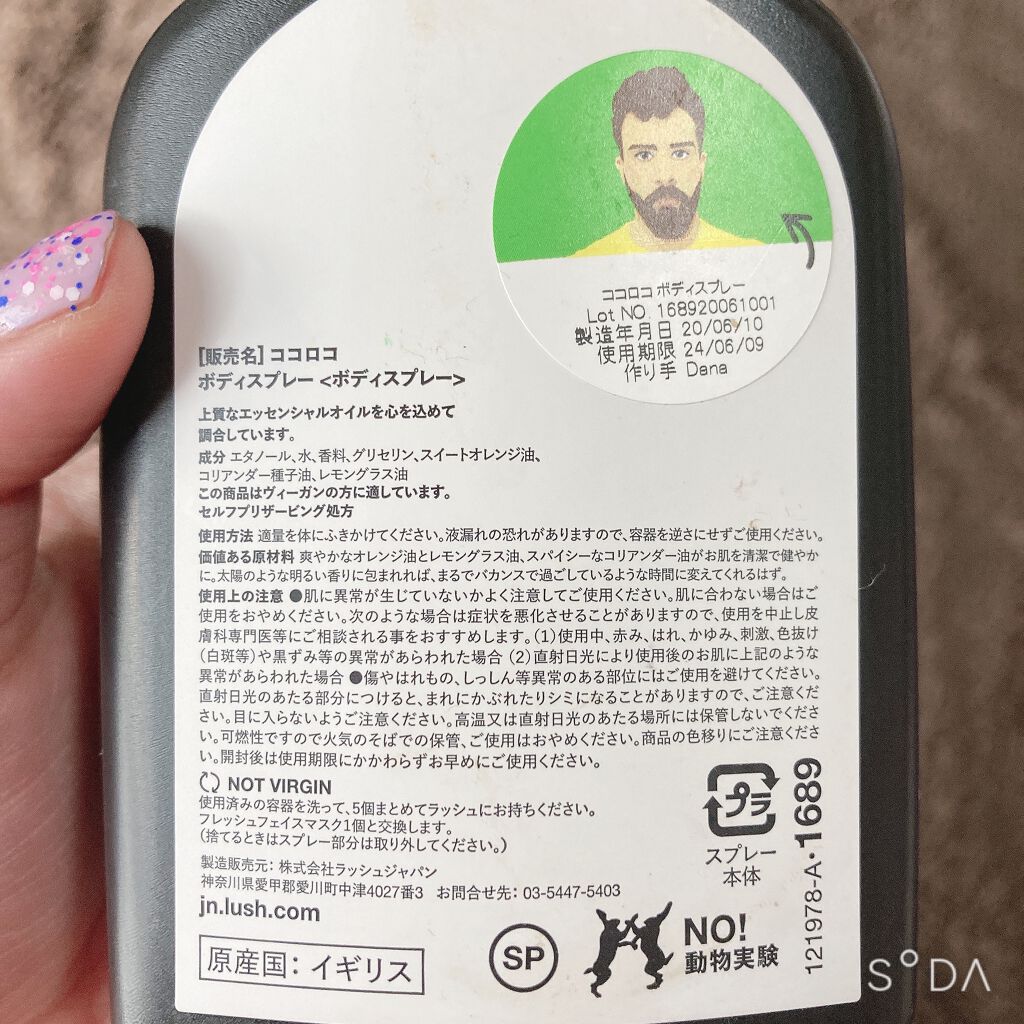 ココロコ ボディスプレー
Lot NO. 168920061001
製造年月日 20/06/10
使用期限 24/06/09
作り手 Dana
[販売名] ココロコ
ボディスプレー <ボディスプレー>
上質なエッセンシャルオイルを心を込めて
調合しています。
成分 エタノール、水、香料、グリセリン、スイートオレンジ油、
コリアンダー種子油、レモングラス油
この商品はヴィーガンの方に適しています。
セルフプリザービング処方
使用方法 適量を体にふきかけてください。液漏れの恐れがありますので、容器を逆さにせずご使用ください。
価値ある原材料 爽やかなオレンジ油とレモングラス油、スパイシーなコリアンダー油がお肌を清潔で健やか
に。太陽のような明るい香りに包まれれば、まるでバカンスで過ごしているような時間に変えてくれるはず。
使用上の注意 ●肌に異常が生じていないかよく注意してご使用ください。肌に合わない場合はご
使用をおやめください。次のような場合は症状を悪化させることがありますので、使用を中止し皮
膚科専門医等にご相談される事をおすすめします。(1)使用中、赤み、はれ、かゆみ、刺激、色抜け
(白斑等)や黒ずみ等の異常があらわれた場合 (2)直射日光により使用後のお肌に上記のような
異常があらわれた場合 ●傷やはれもの、しっしん等異常のある部位にはご使用を避けてください。
直射日光のあたる部分につけると、まれにかぶれたりシミになることがありますので、ご注意くださ
い。目に入らないようご注意ください。高温又は直射日光のあたる場所には保管しないでくださ
い。可燃性ですので火気のそばでの保管、ご使用はおやめください。商品の色移りにご注意くださ
い。開封後は使用期限にかかわらずお早めにご使用ください。
NOT VIRGIN
使用済みの容器を洗って、5個まとめてラッシュにお持ちください。
フレッシュフェイスマスク1個と交換します。
(捨てるときはスプレー部分は取り外してください。)
製造販売元: 株式会社ラッシュジャパン
神奈川県愛甲郡愛川町中津4027番3 お問合せ先: 03-5447-5403
jn.lush.com
原産国: イギリス
SP
NO!
動物実験
プラ
スプレー
本体
121978-A・1689
S°DA